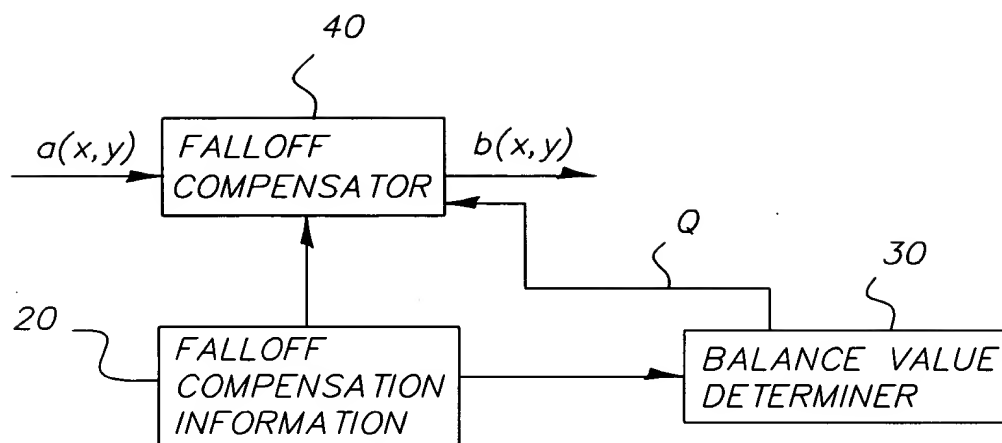 40
a(x,y)
FALLOFF
COMPENSATOR
b(x,y)
Q
30
20
FALLOFF
COMPENSATION
INFORMATION
BALANCE VALUE
DETERMINER